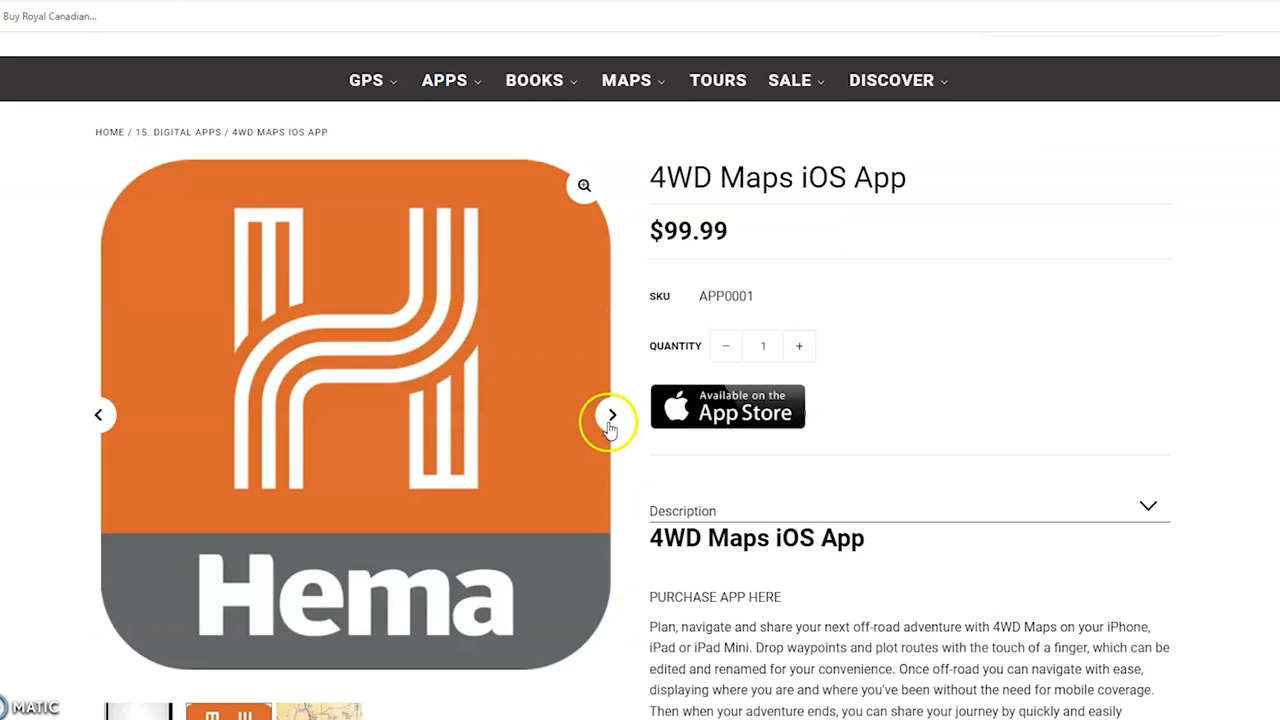 Buy Royal Canadian...
GPS APPS BOOKS MAPS TOURS SALE DISCOVER
HOME / 15. DIGITAL APPS / 4WD MAPS IOS APP
4WD Maps iOS App
$99.99
SKU APP0001
QUANTITY − 1 +
Available on the
App Store
Hema
Description
4WD Maps iOS App
PURCHASE APP HERE
Plan, navigate and share your next off-road adventure with 4WD Maps on your iPhone,
iPad or iPad Mini. Drop waypoints and plot routes with the touch of a finger, which can be
edited and renamed for your convenience. Once off-road you can navigate with ease,
displaying where you are and where you've been without the need for mobile coverage.
Then when your adventure ends, you can share your journey by quickly and easily
MATIC